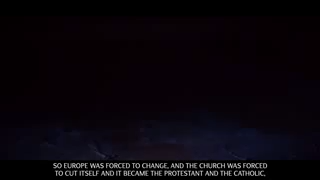 SO EUROPE WAS FORCED TO CHANGE, AND THE CHURCH WAS FORCED
TO CUT ITSELF AND IT BECAME THE PROTESTANT AND THE CATHOLIC,